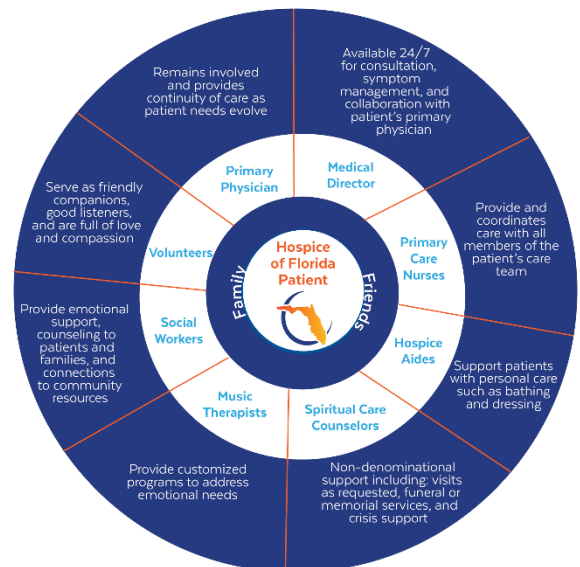 Available 24/7
for consultation,
symptom
management, and
collaboration with
patient's primary
physician
Medical
Director
Provide and
coordinates
care with all
members of the
patient's care
team
Primary
Care
Nurses
Support patients
with personal care
such as bathing
and dressing
Hospice
Aides
Non-denominational
support including: visits
as requested, funeral or
memorial services, and
crisis support
Spiritual Care
Counselors
Provide customized
programs to address
emotional needs
Music
Therapists
Provide emotional
support,
counseling to
patients and
families, and
connections
to community
resources
Social
Workers
Serve as friendly
companions,
good listeners,
and are full of love
and compassion
Volunteers
Remains involved
and provides
continuity of care as
patient needs evolve
Primary
Physician
Family
Friends
Hospice
of Florida
Patient